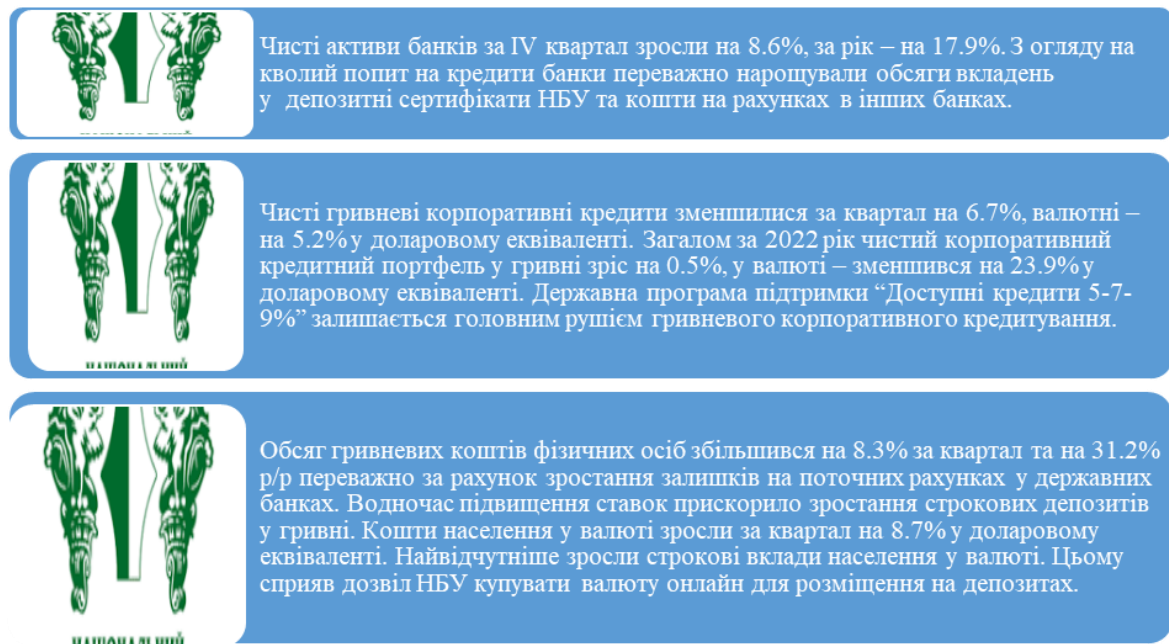 Чисті активи банків за IV квартал зросли на 8.6%, за рік – на 17.9%. З огляду на
кволий попит на кредити банки переважно нарощували обсяги вкладень
у депозитні сертифікати НБУ та кошти на рахунках в інших банках.
Чисті гривневі корпоративні кредити зменшилися за квартал на 6.7%, валютні –
на 5.2% у доларовому еквіваленті. Загалом за 2022 рік чистий корпоративний
кредитний портфель у гривні зріс на 0.5%, у валюті – зменшився на 23.9% у
доларовому еквіваленті. Державна програма підтримки “Доступні кредити 5-7-
9%” залишається головним рушієм гривневого корпоративного кредитування.
НАЦІОНАЛЬНИЙ
Обсяг гривневих коштів фізичних осіб збільшився на 8.3% за квартал та на 31.2%
р/р переважно за рахунок зростання залишків на поточних рахунках у державних
банках. Водночас підвищення ставок прискорило зростання строкових депозитів
у гривні. Кошти населення у валюті зросли за квартал на 8.7% у доларовому
еквіваленті. Найвідчутніше зросли строкові вклади населення у валюті. Цьому
сприяв дозвіл НБУ купувати валюту онлайн для розміщення на депозитах.
НАЦІОНАЛЬНИЙ